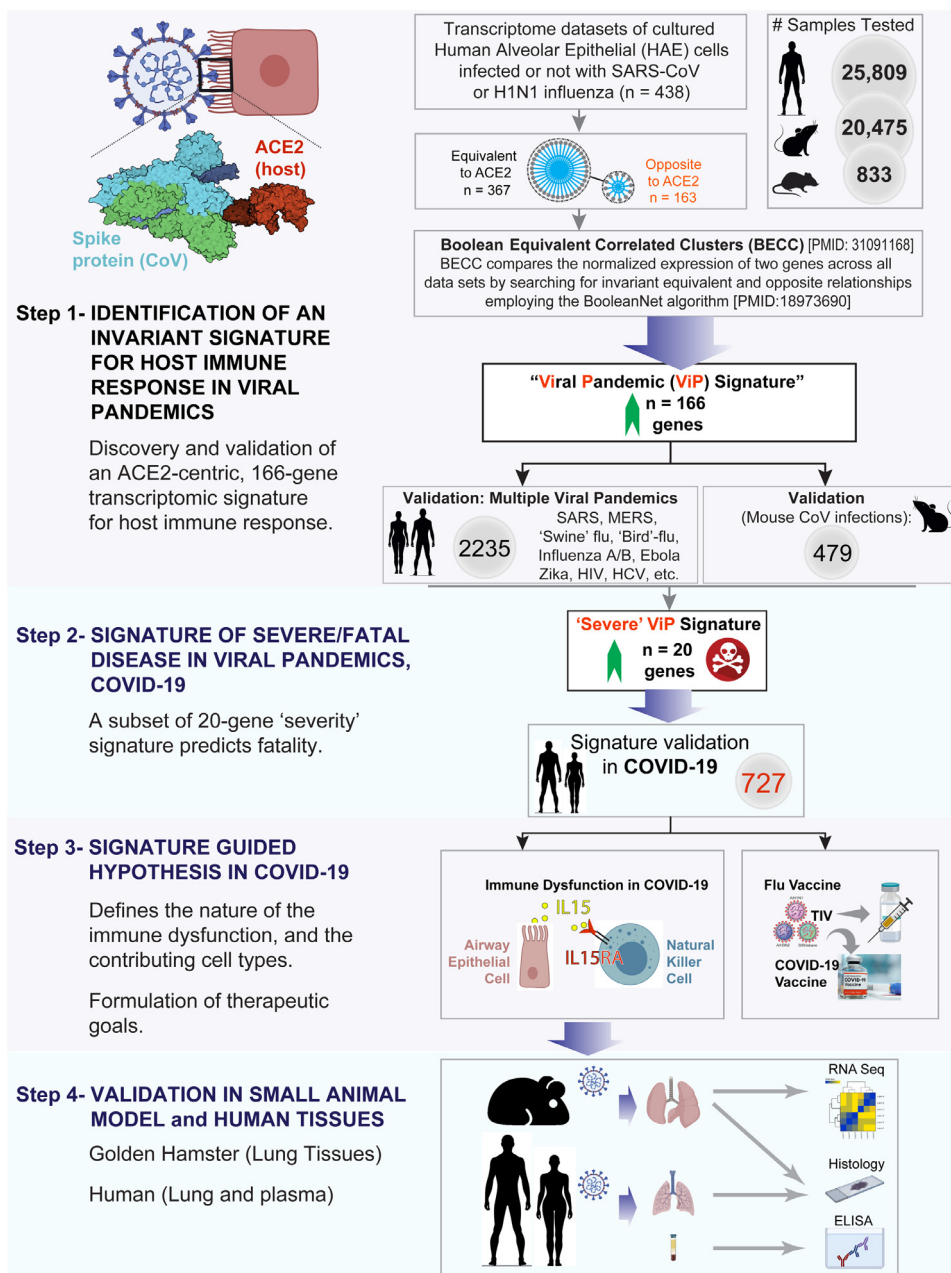 Transcriptome datasets of cultured
Human Alveolar Epithelial (HAE) cells
infected or not with SARS-CoV
or H1N1 influenza (n = 438)
# Samples Tested
25,809
20,475
833
ACE2
(host)
Spike
protein (CoV)
Equivalent
to ACE2
n = 367
Opposite
to ACE2
n = 163
Boolean Equivalent Correlated Clusters (BECC) [PMID: 31091168]
BECC compares the normalized expression of two genes across all
data sets by searching for invariant equivalent and opposite relationships
employing the BooleanNet algorithm [PMID:18973690]
Step 1- IDENTIFICATION OF AN
INVARIANT SIGNATURE
FOR HOST IMMUNE
RESPONSE IN VIRAL
PANDEMICS
Discovery and validation of
an ACE2-centric, 166-gene
transcriptomic signature
for host immune response.
“Viral Pandemic (ViP) Signature”
n = 166
genes
Validation: Multiple Viral Pandemics
SARS, MERS,
‘Swine’ flu, ‘Bird’-flu,
Influenza A/B, Ebola
Zika, HIV, HCV, etc.
2235
Validation
(Mouse CoV infections):
479
Step 2- SIGNATURE OF SEVERE/FATAL
DISEASE IN VIRAL PANDEMICS,
COVID-19
A subset of 20-gene ‘severity’
signature predicts fatality.
‘Severe’ ViP Signature
n = 20
genes
Signature validation
in COVID-19
727
Step 3- SIGNATURE GUIDED
HYPOTHESIS IN COVID-19
Defines the nature of the
immune dysfunction, and the
contributing cell types.
Formulation of therapeutic
goals.
Immune Dysfunction in COVID-19
IL15
IL15RA
Airway
Epithelial
Cell
Natural
Killer
Cell
Flu Vaccine
TIV
COVID-19
Vaccine
COVID-19
Vaccine
Step 4- VALIDATION IN SMALL ANIMAL
MODEL and HUMAN TISSUES
Golden Hamster (Lung Tissues)
Human (Lung and plasma)
RNA Seq
Histology
ELISA